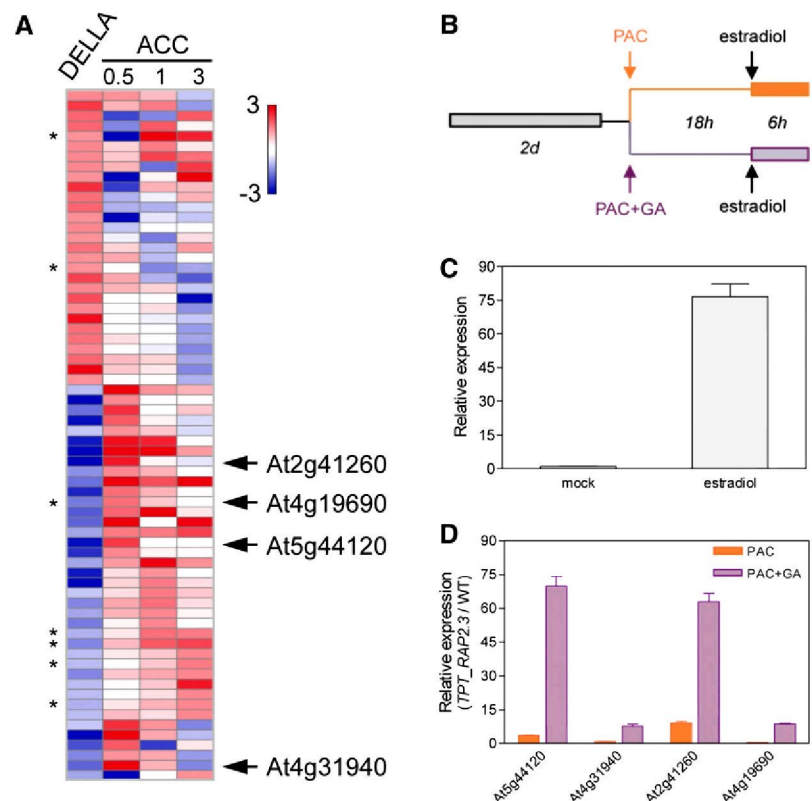 A
DELLA
ACC
0.5 1 3
3
-3
*
*
At2g41260
* At4g19690
At5g44120
*
*
*
*
At4g31940
B
PAC estradiol
18h 6h
2d
PAC+GA estradiol
C
Relative expression
90
75
60
45
30
15
0
mock estradiol
D
Relative expression
(TPT_RAP2.3 / WT)
90
75
60
45
30
15
0
PAC
PAC+GA
At5g44120
At4g31940
At2g41260
At4g19690